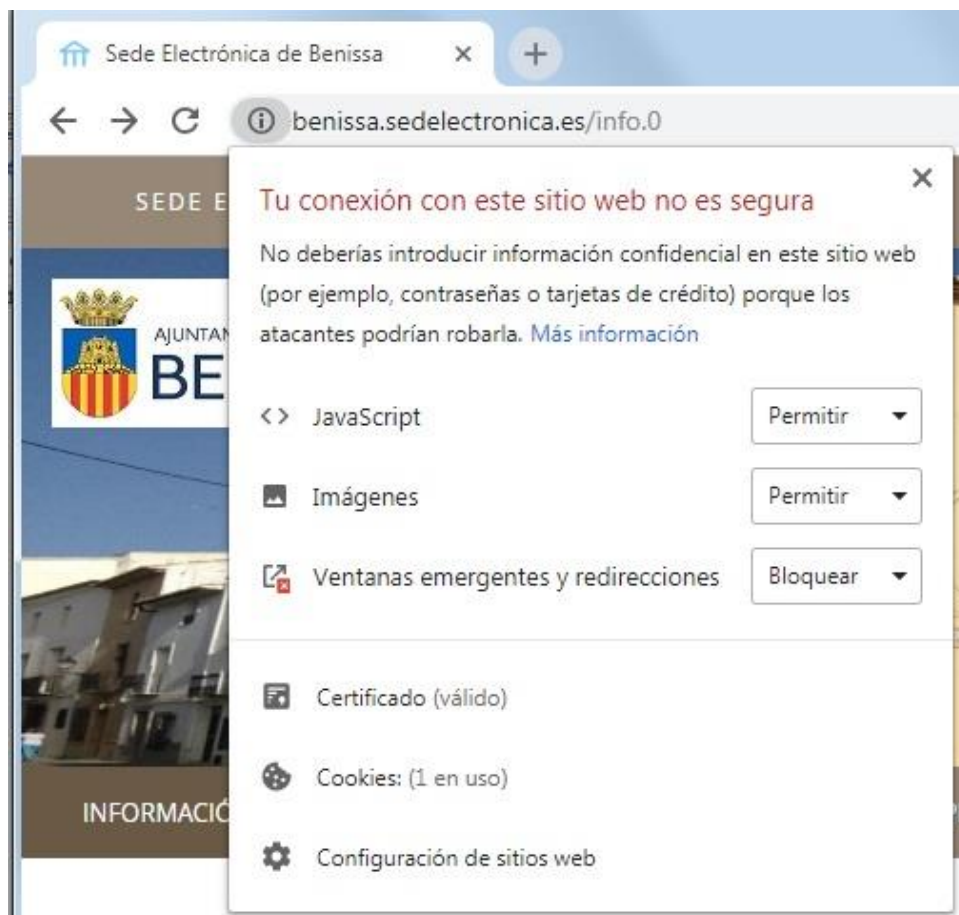 Sede Electrónica de Benissa
benissa.sedelectronica.es/info.0
SEDE E
Tu conexión con este sitio web no es segura
No deberías introducir información confidencial en este sitio web
(por ejemplo, contraseñas o tarjetas de crédito) porque los
atacantes podrían robarla. Más información
AJUNTAM
BE
JavaScript
Permitir
Imágenes
Permitir
Ventanas emergentes y redirecciones
Bloquear
Certificado (válido)
Cookies: (1 en uso)
INFORMACIÓ
Configuración de sitios web